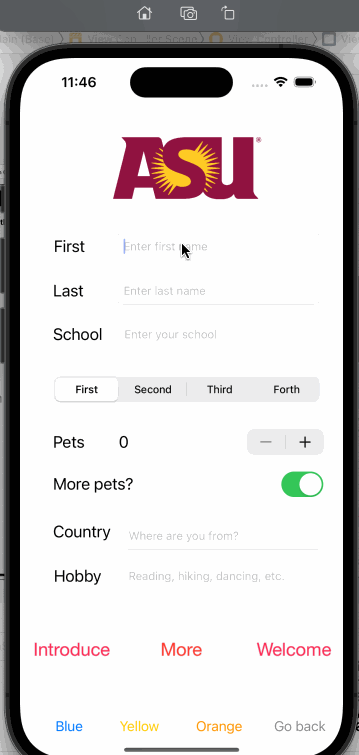 11:46
ASU
First Enter first name
Last Enter last name
School Enter your school
First Second Third Forth
Pets 0
More pets?
Country Where are you from?
Hobby Reading, hiking, dancing, etc.
Introduce More Welcome
Blue Yellow Orange Go back